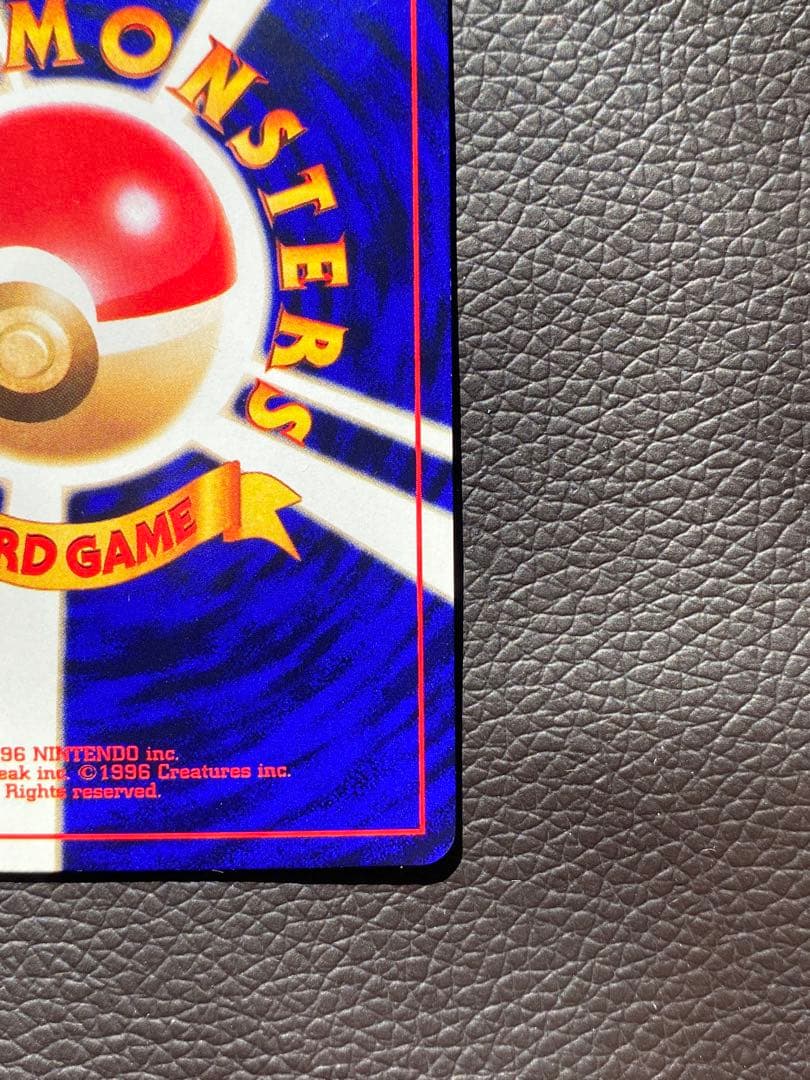 MONSTERS
RD GAME
96 NINTENDO inc.
eak inc. ©1996 Creatures inc.
Rights reserved.